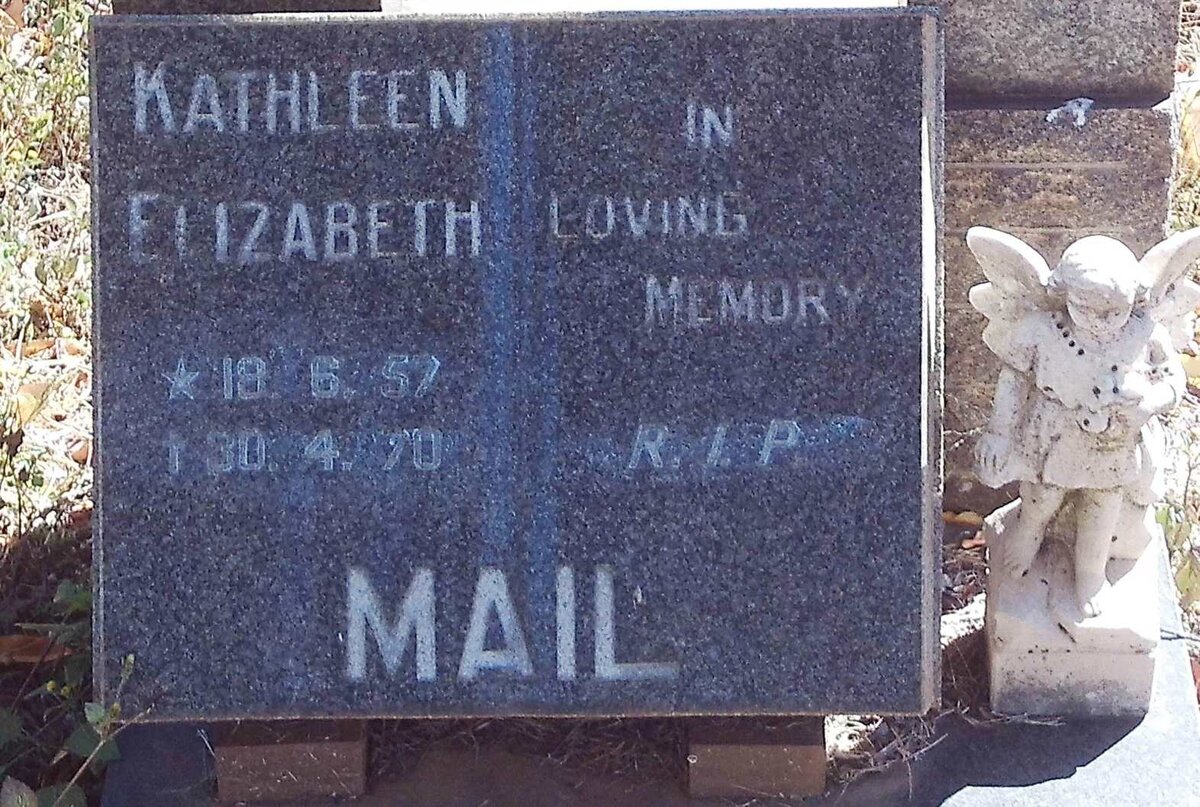 KATHLEEN
ELIZABETH
★ 18. 6. 57
† 30. 4. 70
IN
LOVING
MEMORY
R. I. P
MAIL